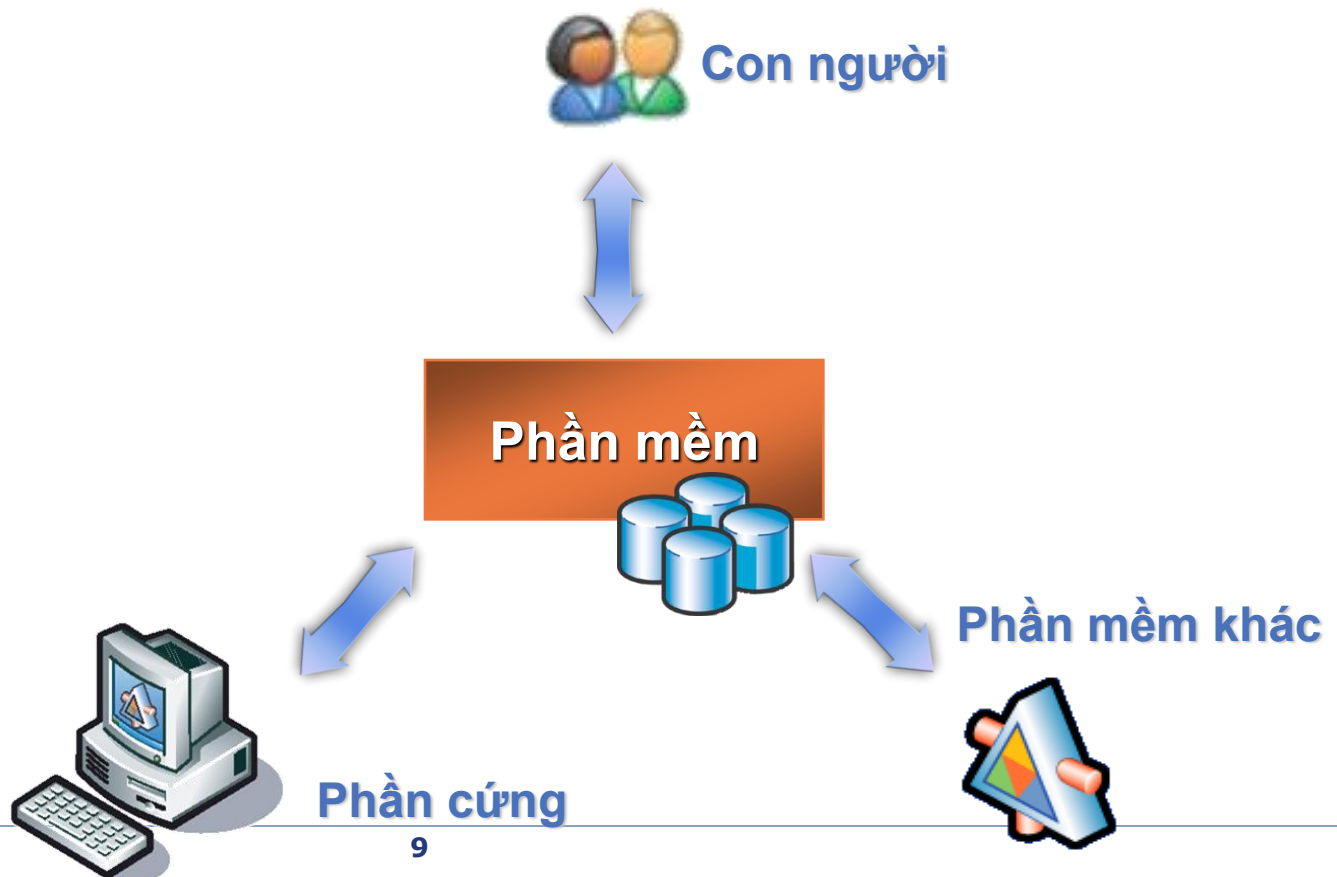 Con người
Phần mềm
Phần mềm khác
Phần cứng
9